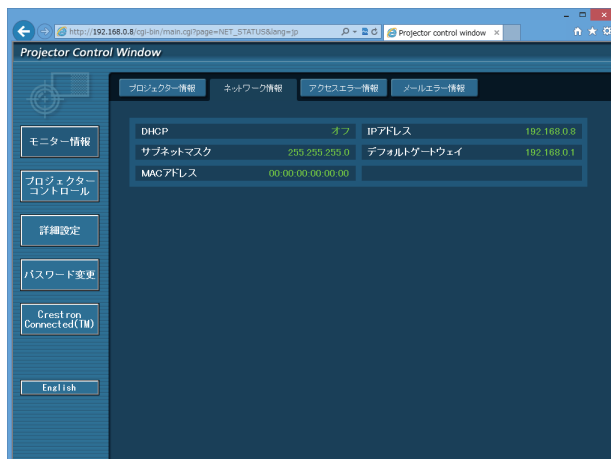 http://192.168.0.8/cgi-bin/main.cgi?page=NET_STATUS&lang=jp
Projector control window
Projector Control Window
プロジェクター情報 ネットワーク情報 アクセスエラー情報 メールエラー情報
モニター情報
プロジェクター
コントロール
詳細設定
パスワード変更
Crestron
Connected(TM)
English
DHCP オフ IPアドレス 192.168.0.8
サブネットマスク 255.255.255.0 デフォルトゲートウェイ 192.168.0.1
MACアドレス 00:00:00:00:00:00